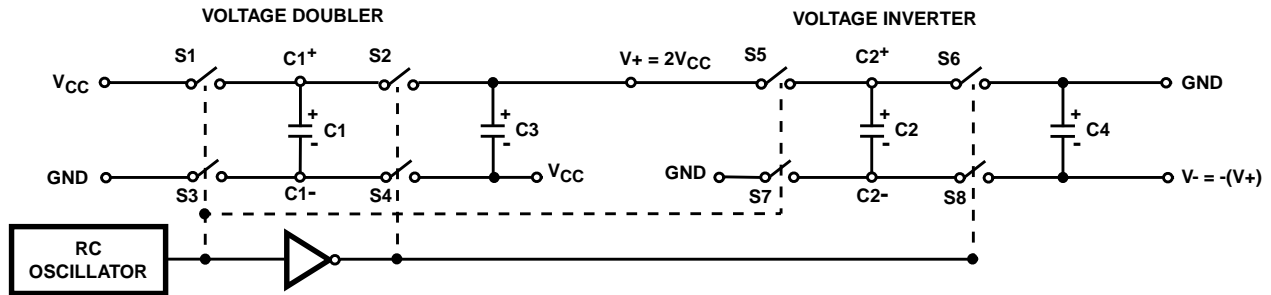 VOLTAGE DOUBLER
VOLTAGE INVERTER
S1
C1+
S2
V+ = 2VCC
S5
C2+
S6
VCC
GND
+
C1
-
+
C3
-
+
C2
-
+
C4
-
GND
S3
C1-
S4
VCC
GND
S7
C2-
S8
V- = -(V+)
RC
OSCILLATOR